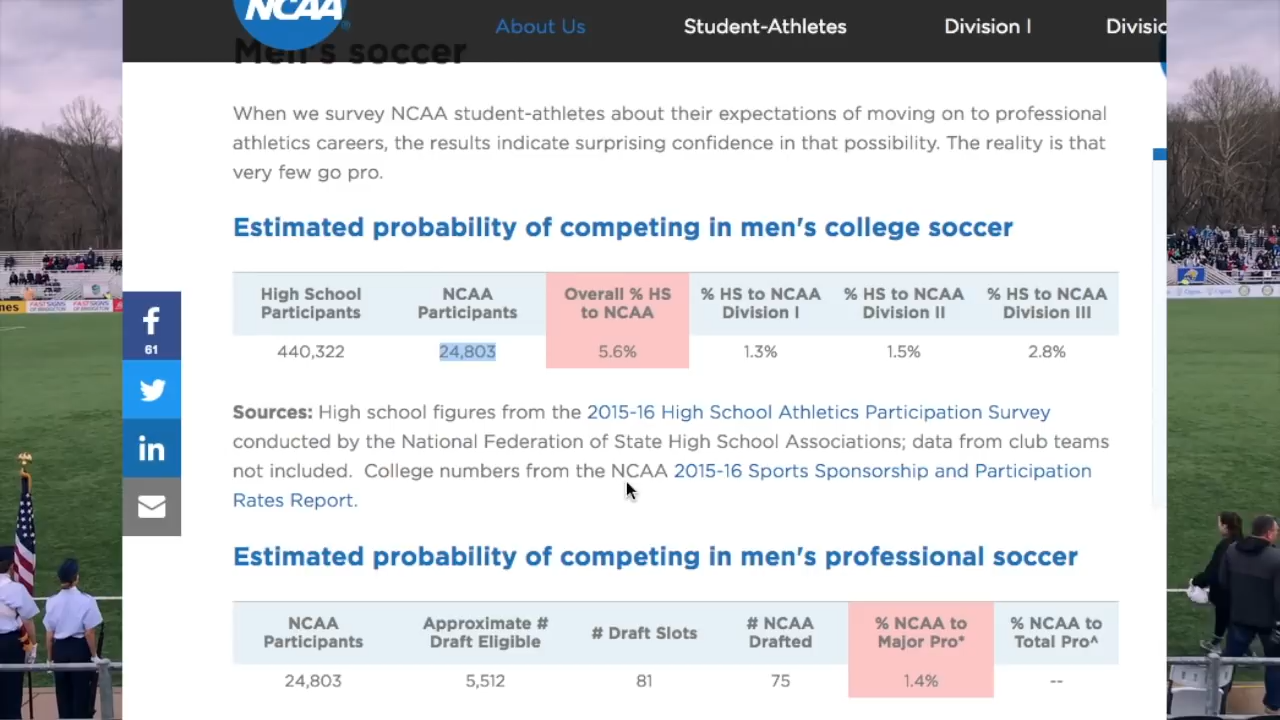 NCAA
About Us
Student-Athletes
Division I
Divisio
Men's soccer
When we survey NCAA student-athletes about their expectations of moving on to professional
athletics careers, the results indicate surprising confidence in that possibility. The reality is that
very few go pro.
Estimated probability of competing in men's college soccer
High School Participants
NCAA Participants
Overall % HS to NCAA
% HS to NCAA Division I
% HS to NCAA Division II
% HS to NCAA Division III
440,322
24,803
5.6%
1.3%
1.5%
2.8%
61
Sources: High school figures from the 2015-16 High School Athletics Participation Survey
conducted by the National Federation of State High School Associations; data from club teams
not included. College numbers from the NCAA 2015-16 Sports Sponsorship and Participation
Rates Report.
Estimated probability of competing in men's professional soccer
NCAA Participants
Approximate # Draft Eligible
# Draft Slots
# NCAA Drafted
% NCAA to Major Pro*
% NCAA to Total Pro^
24,803
5,512
81
75
1.4%
--